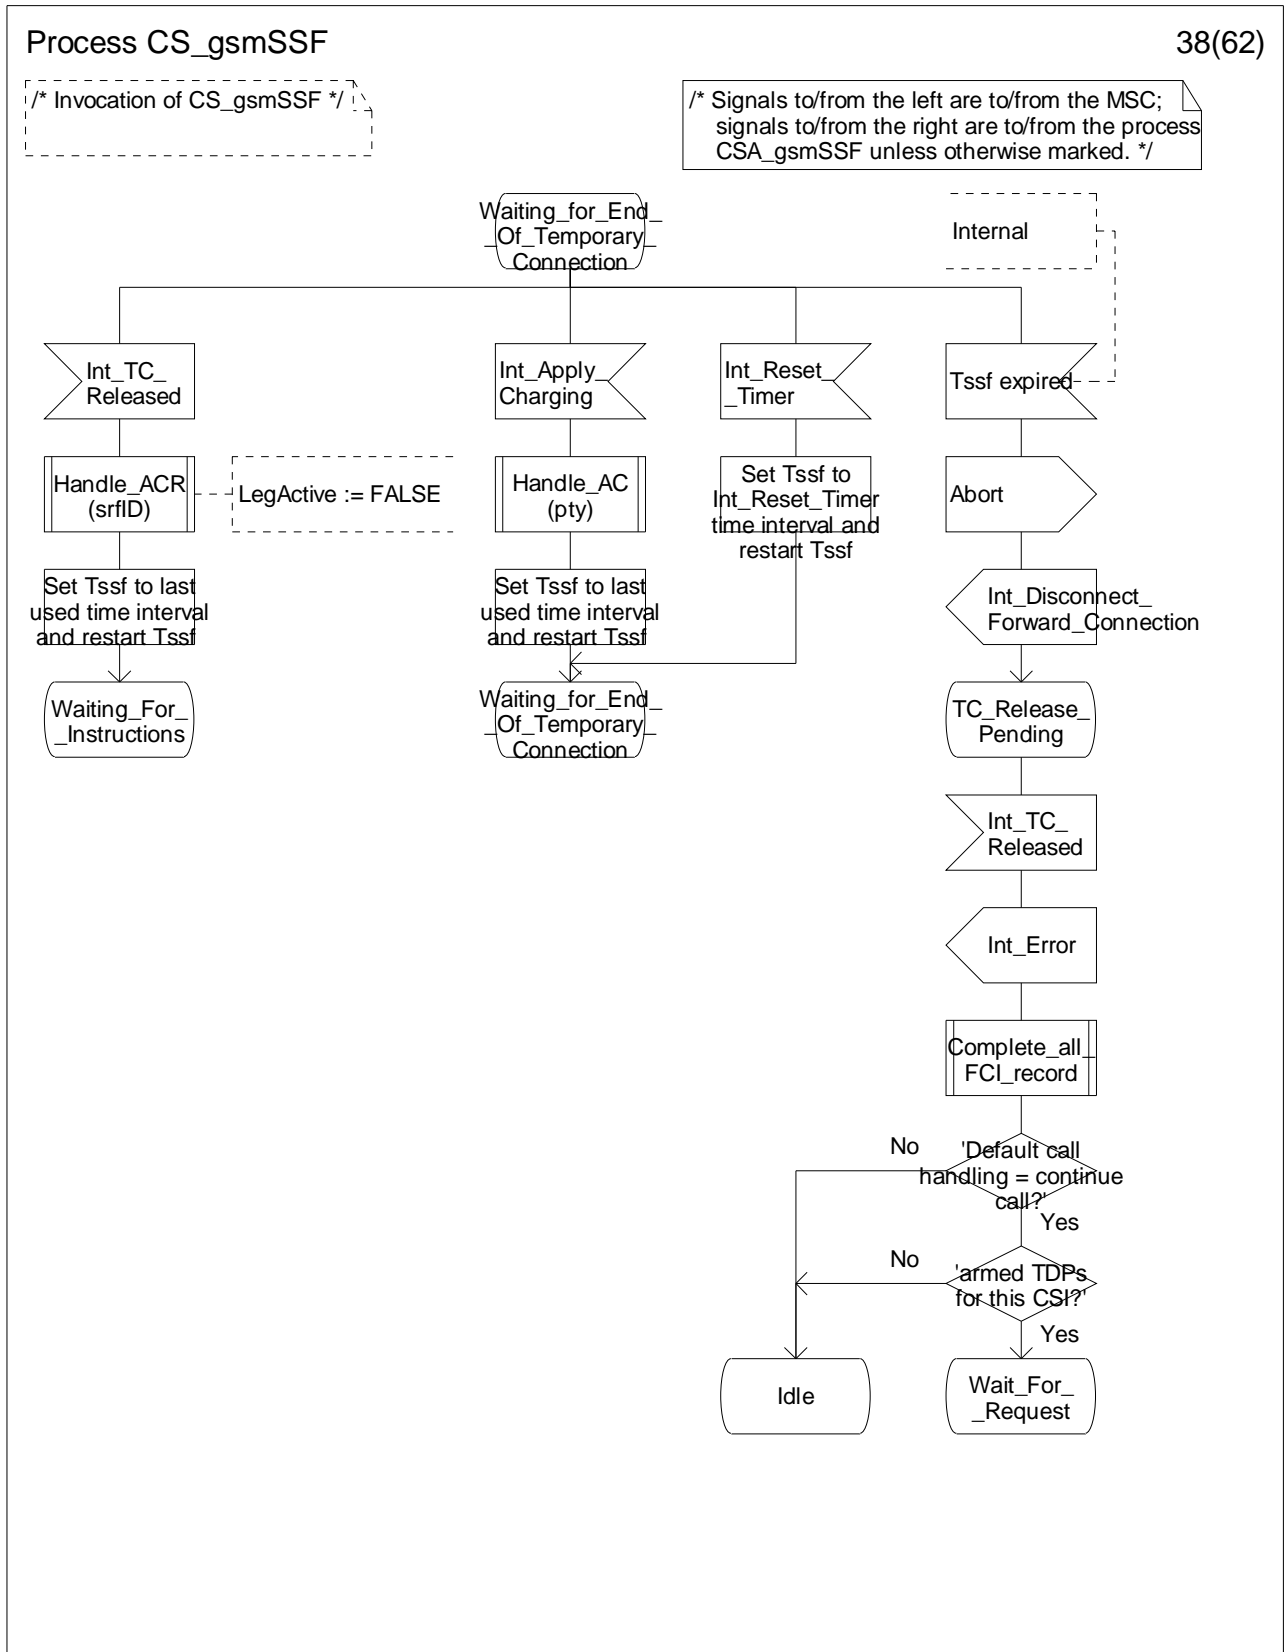 Process CS_gsmSSF
38(62)
/* Invocation of CS_gsmSSF */
/* Signals to/from the left are to/from the MSC;
signals to/from the right are to/from the process
CSA_gsmSSF unless otherwise marked. */
Waiting_for_End_
_Of_Temporary_
Connection
Internal
Int_TC_
Released
Int_Apply_
Charging
Int_Reset_
_Timer
Tssf expired
Handle_ACR
(srfID)
LegActive := FALSE
Handle_AC
(pty)
Set Tssf to
Int_Reset_Timer
time interval and
restart Tssf
Abort
Set Tssf to last
used time interval
and restart Tssf
Set Tssf to last
used time interval
and restart Tssf
Int_Disconnect_
Forward_Connection
Waiting_For_
_Instructions
Waiting_for_End_
_Of_Temporary_
Connection
TC_Release_
Pending
Int_TC_
Released
Int_Error
Complete_all_
FCI_record
No
'Default call
handling = continue
call?'
Yes
No
'armed TDPs
for this CSI?'
Yes
Idle
Wait_For_
_Request